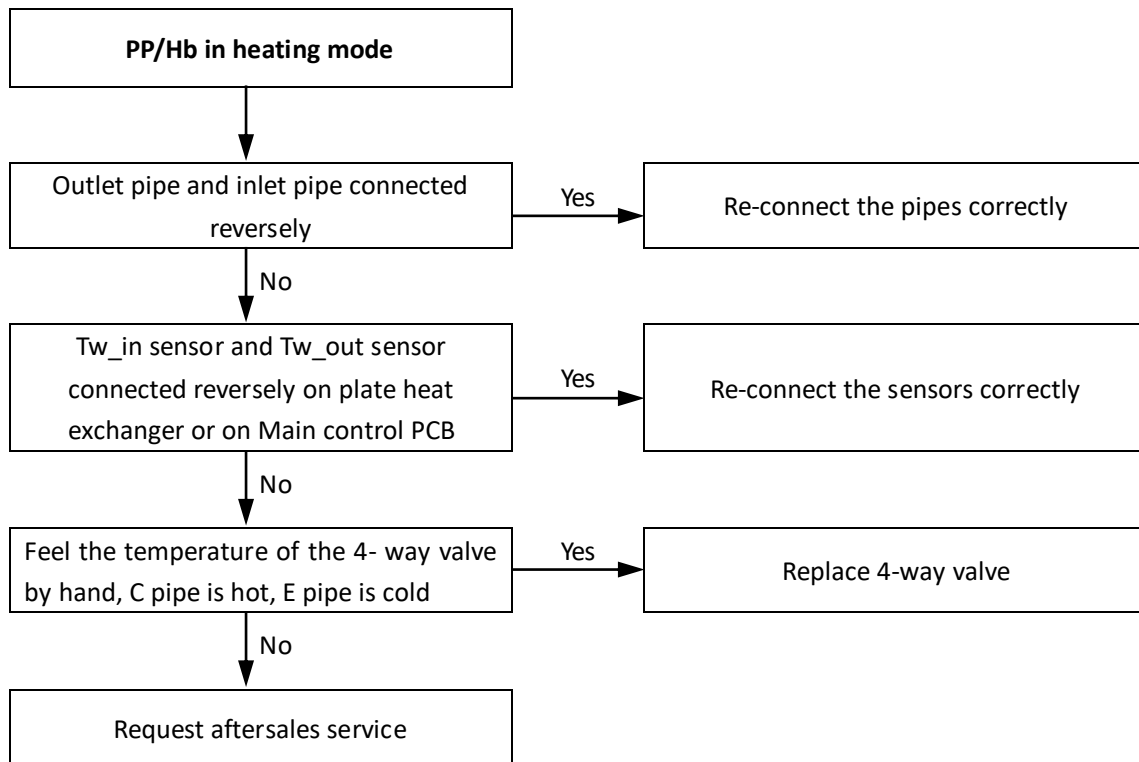 PP/Hb in heating mode
Outlet pipe and inlet pipe connected
reversely
Yes
Re-connect the pipes correctly
No
Tw_in sensor and Tw_out sensor
connected reversely on plate heat
exchanger or on Main control PCB
Yes
Re-connect the sensors correctly
No
Feel the temperature of the 4- way valve
by hand, C pipe is hot, E pipe is cold
Yes
Replace 4-way valve
No
Request aftersales service